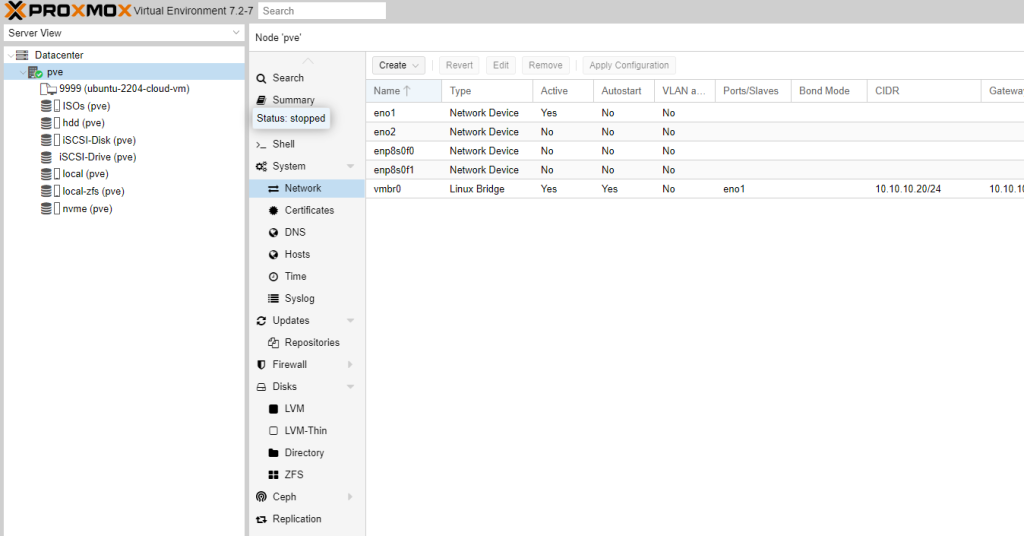 PROXMOX Virtual Environment 7.2-7 Search
Server View
Datacenter
pve
9999 (ubuntu-2204-cloud-vm)
ISOs (pve)
hdd (pve)
iSCSI-Disk (pve)
iSCSI-Drive (pve)
local (pve)
local-zfs (pve)
nvme (pve)
Node 'pve'
Search
Summary
Status: stopped
Shell
System
Network
Certificates
DNS
Hosts
Time
Syslog
Updates
Repositories
Firewall
Disks
LVM
LVM-Thin
Directory
ZFS
Ceph
Replication
Create Revert Edit Remove Apply Configuration
Name Type Active Autostart VLAN a... Ports/Slaves Bond Mode CIDR Gateway
eno1 Network Device Yes No No
eno2 Network Device No No No
enp8s0f0 Network Device No No No
enp8s0f1 Network Device No No No
vmbr0 Linux Bridge Yes Yes No eno1 10.10.10.20/24 10.10.10